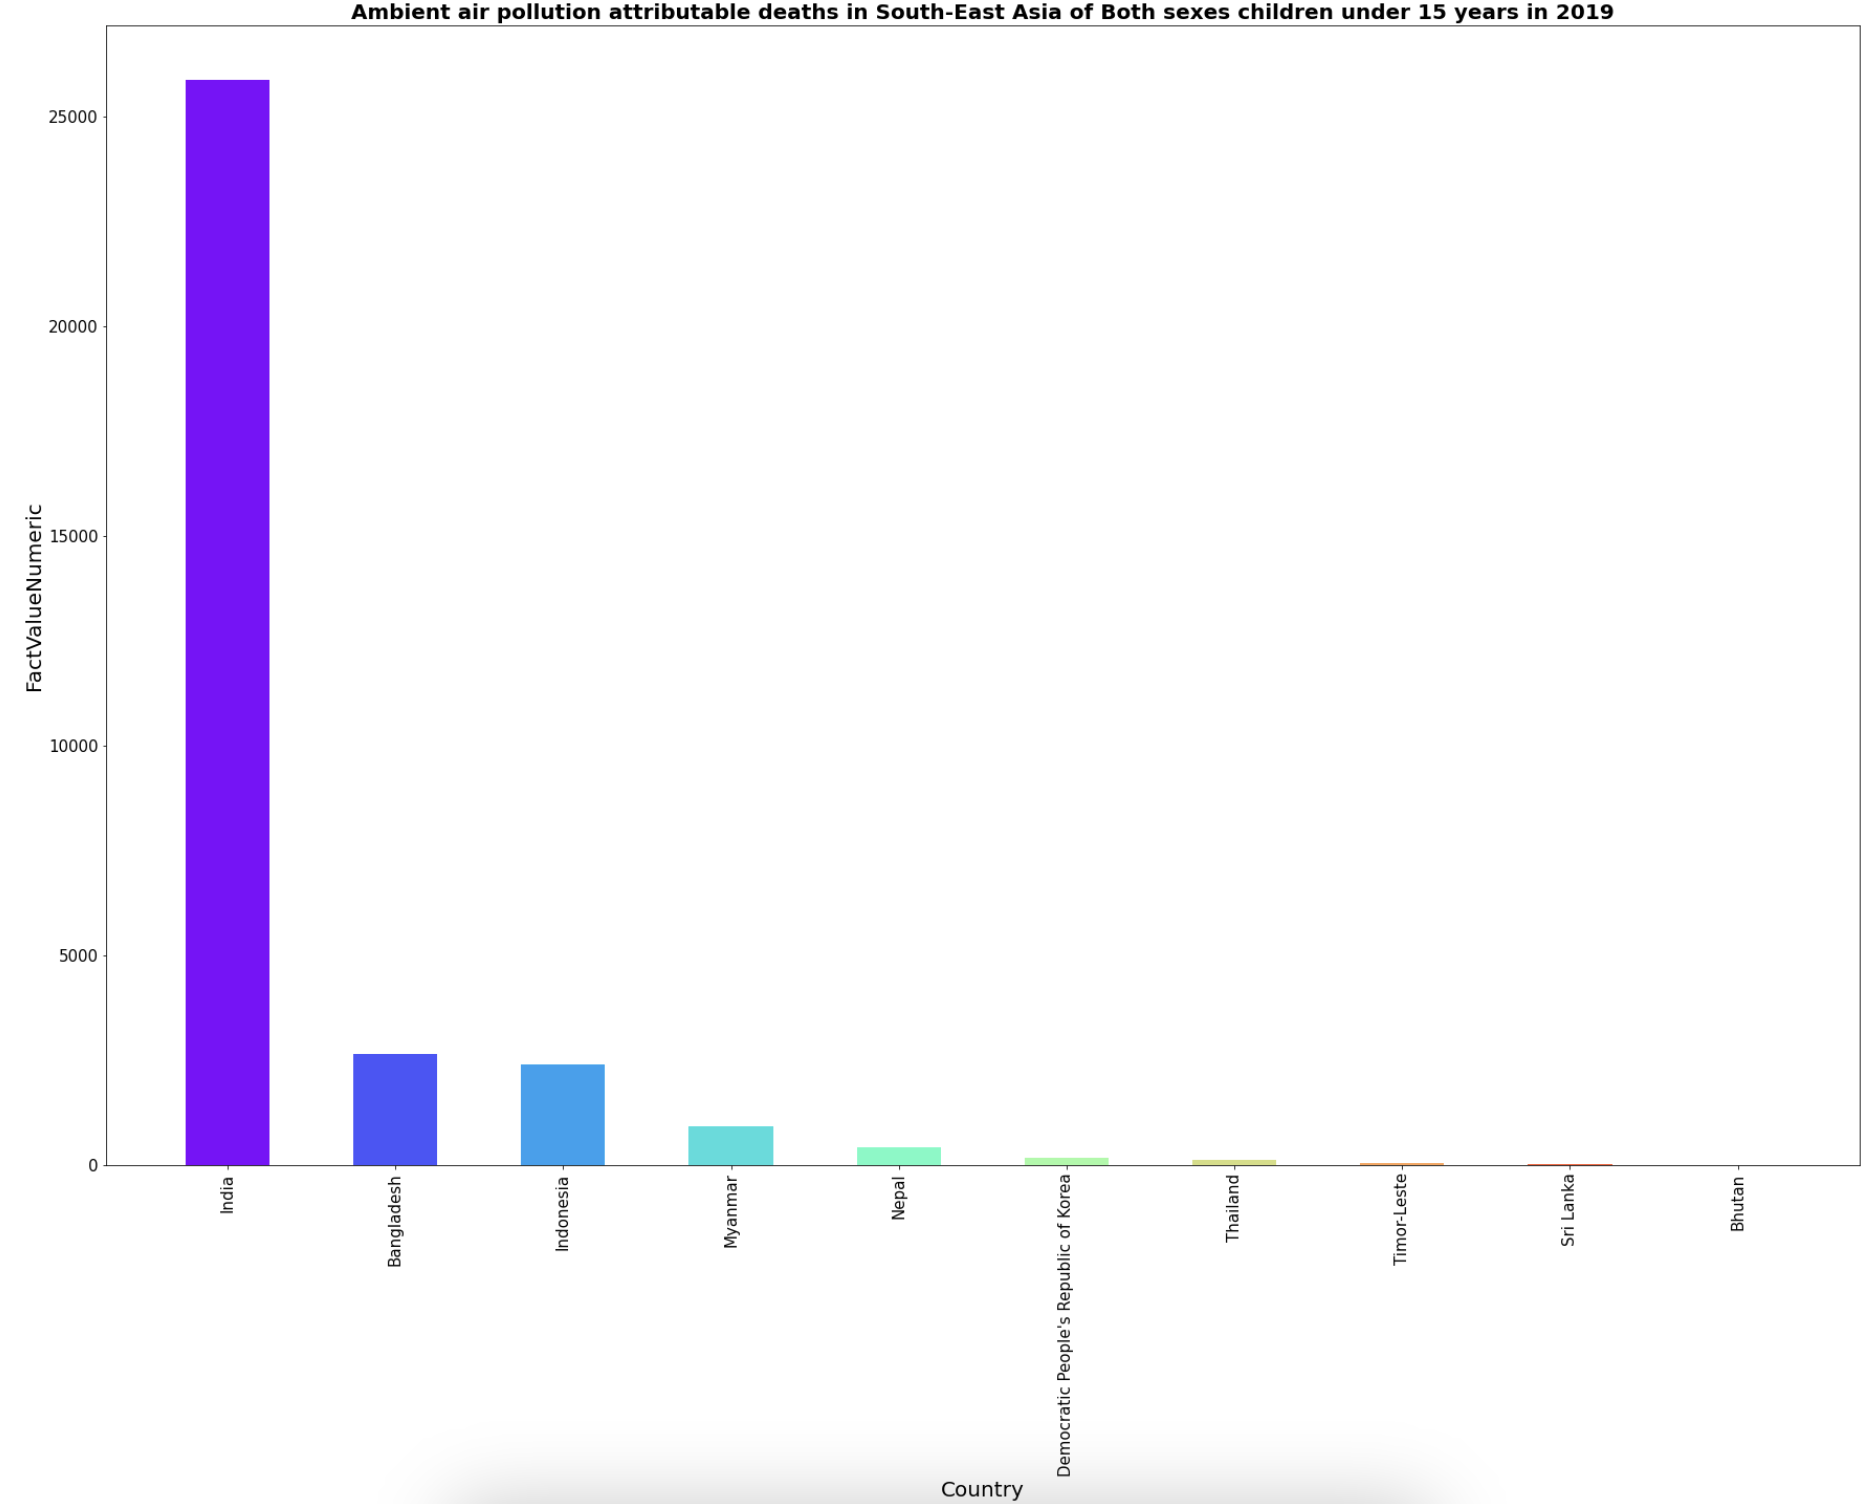 Ambient air pollution attributable deaths in South-East Asia of Both sexes children under 15 years in 2019
FactValueNumeric
25000
20000
15000
10000
5000
0
India
Bangladesh
Indonesia
Myanmar
Nepal
Democratic People's Republic of Korea
Thailand
Timor-Leste
Sri Lanka
Bhutan
Country